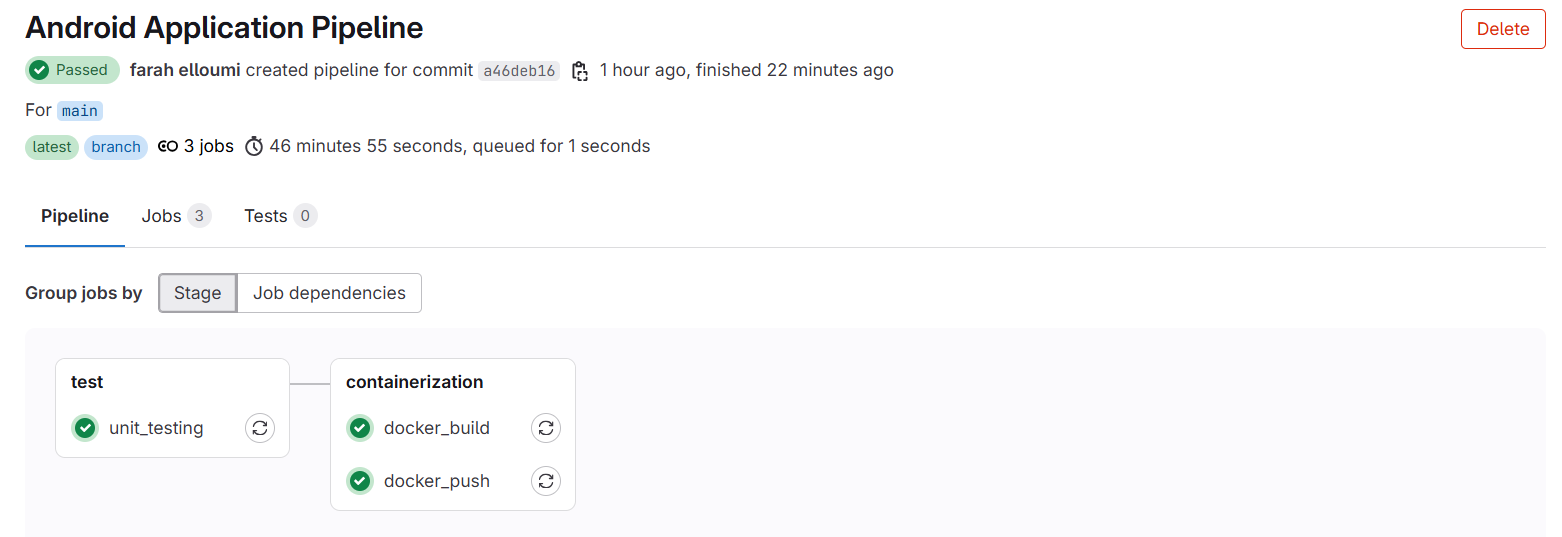 Android Application Pipeline
Delete
Passed farah elloumi created pipeline for commit a46deb16 1 hour ago, finished 22 minutes ago
For main
latest branch 3 jobs 46 minutes 55 seconds, queued for 1 seconds
Pipeline Jobs 3 Tests 0
Group jobs by Stage Job dependencies
test
unit_testing
containerization
docker_build
docker_push